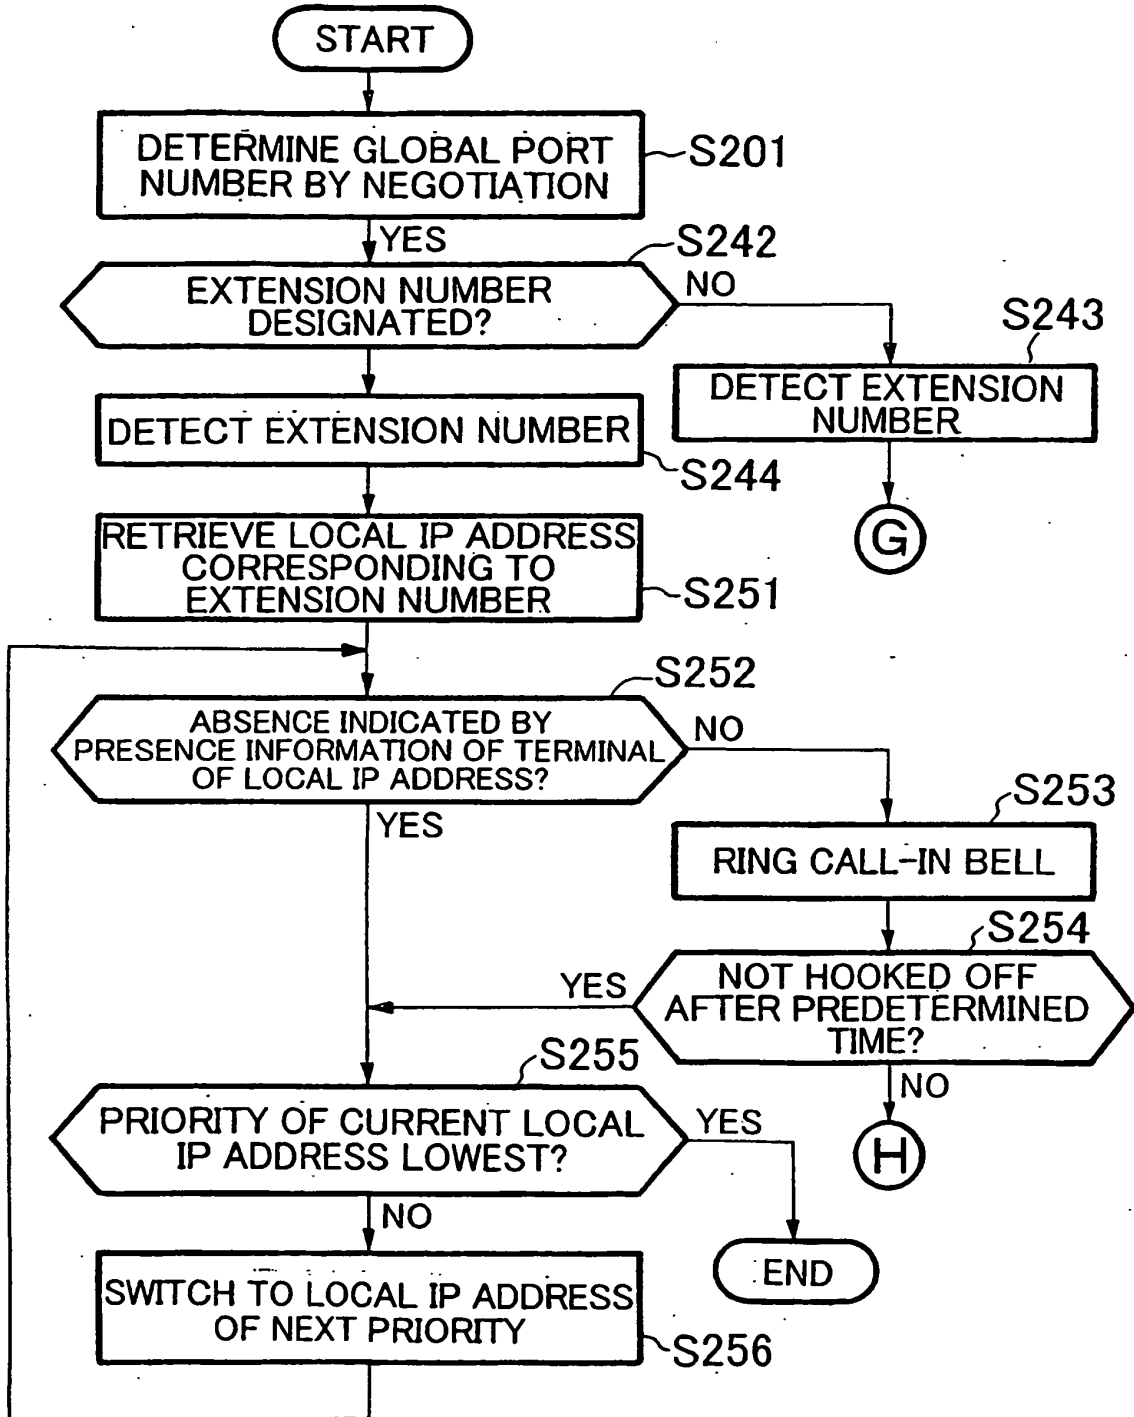 START
DETERMINE GLOBAL PORT
NUMBER BY NEGOTIATION
S201
YES
S242
EXTENSION NUMBER
DESIGNATED?
NO
S243
DETECT EXTENSION
NUMBER
DETECT EXTENSION NUMBER
S244
G
RETRIEVE LOCAL IP ADDRESS
CORRESPONDING TO
EXTENSION NUMBER
S251
S252
ABSENCE INDICATED BY
PRESENCE INFORMATION OF TERMINAL
OF LOCAL IP ADDRESS?
NO
YES
S253
RING CALL-IN BELL
S254
NOT HOOKED OFF
AFTER PREDETERMINED
TIME?
YES
NO
H
S255
PRIORITY OF CURRENT LOCAL
IP ADDRESS LOWEST?
YES
NO
END
SWITCH TO LOCAL IP ADDRESS
OF NEXT PRIORITY
S256